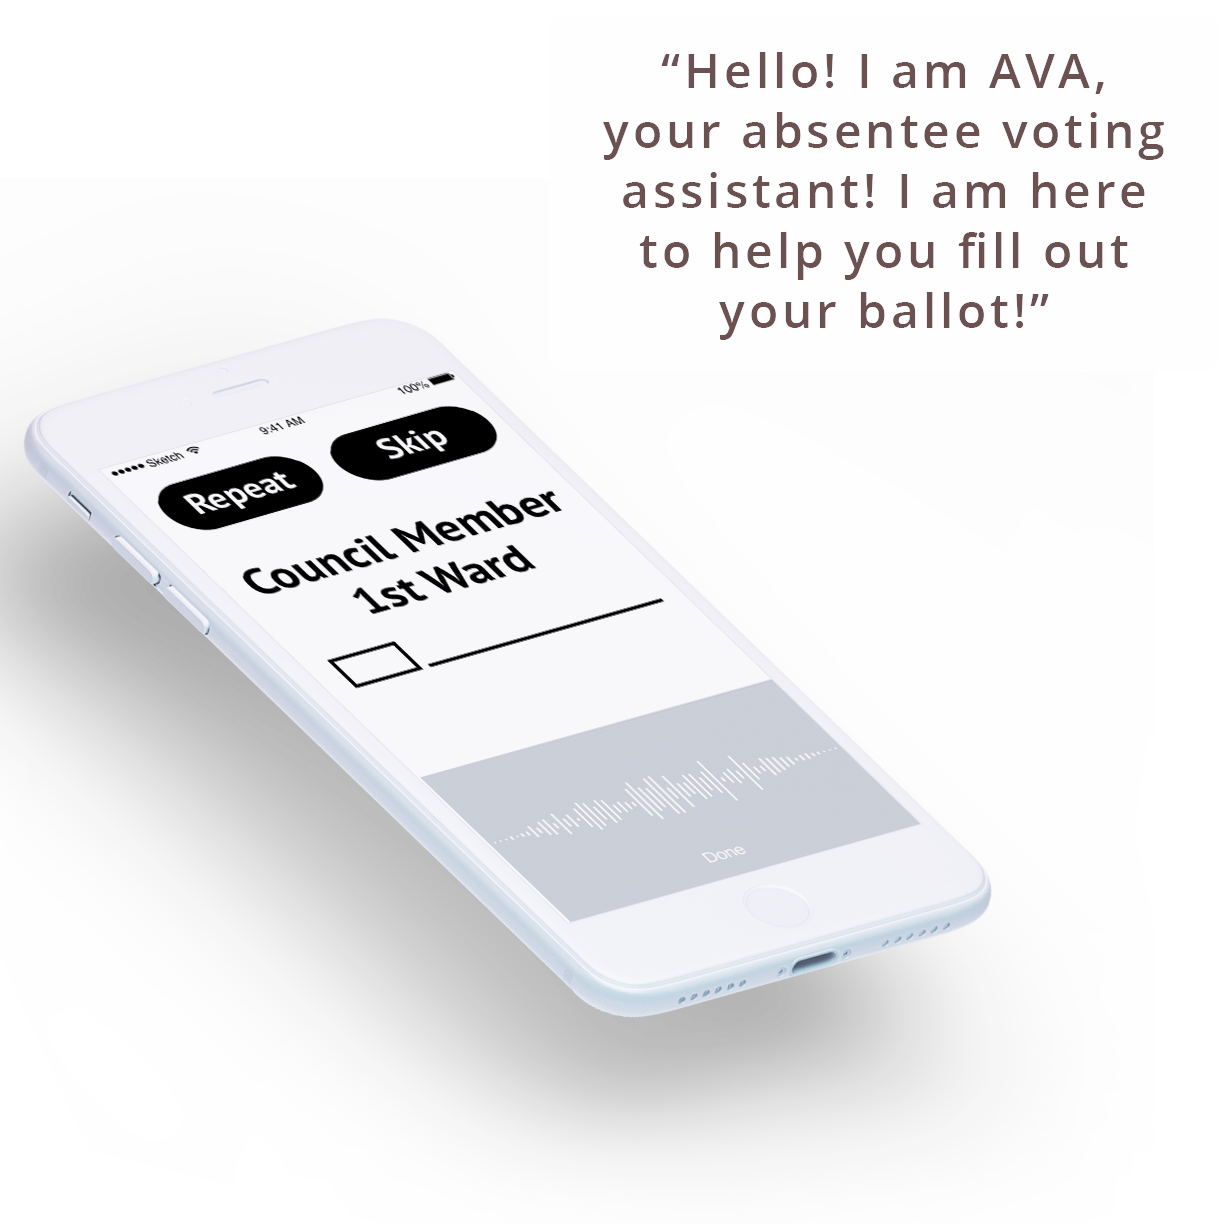 “Hello! I am AVA,
your absentee voting
assistant! I am here
to help you fill out
your ballot!”
Sketch 9:41 AM 100%
Repeat Skip
Council Member
1st Ward
Done